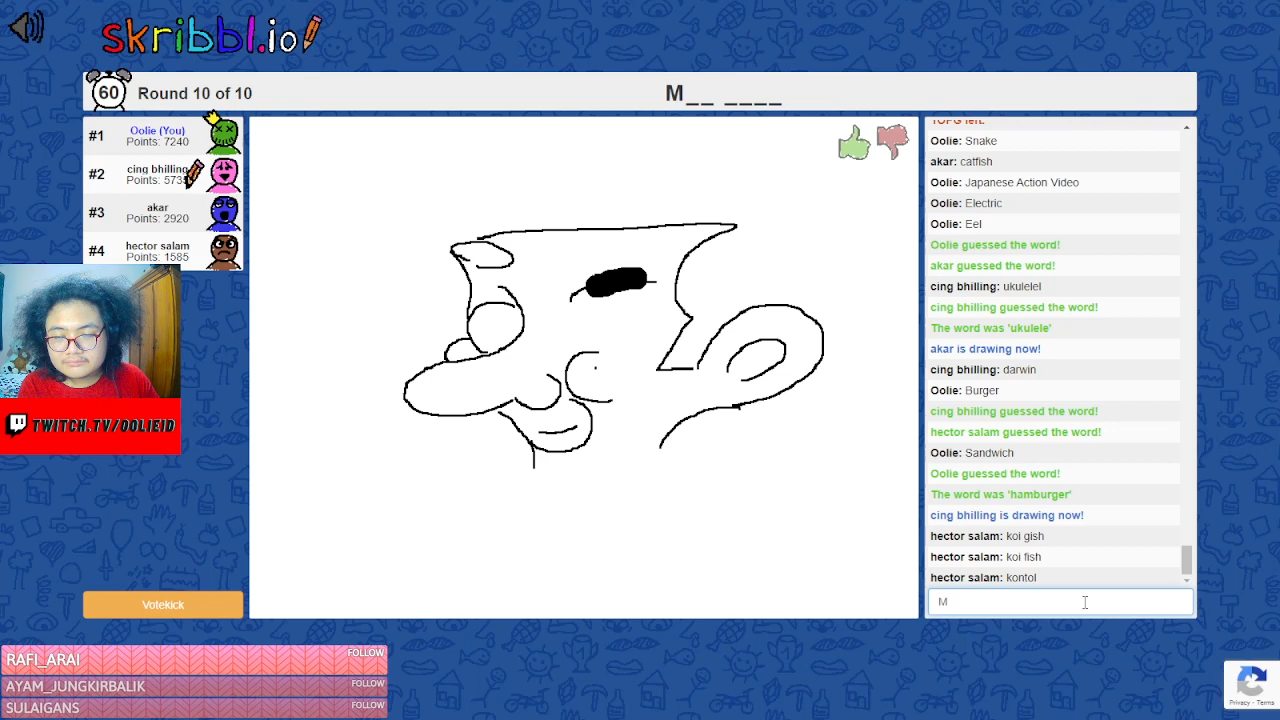 skribbl.io
60
Round 10 of 10
M__ ____
#1
Oolie (You)
Points: 7240
#2
cing bhilling
Points: 573
#3
akar
Points: 2920
#4
hector salam
Points: 1585
TWITCH.TV/OOLIEID
Votekick
RAFI_ARAI
FOLLOW
AYAM_JUNGKIRBALIK
FOLLOW
SULAIGANS
FOLLOW
left.
Oolie: Snake
akar: catfish
Oolie: Japanese Action Video
Oolie: Electric
Oolie: Eel
Oolie guessed the word!
akar guessed the word!
cing bhilling: ukulelel
cing bhilling guessed the word!
The word was 'ukulele'
akar is drawing now!
cing bhilling: darwin
Oolie: Burger
cing bhilling guessed the word!
hector salam guessed the word!
Oolie: Sandwich
Oolie guessed the word!
The word was 'hamburger'
cing bhilling is drawing now!
hector salam: koi gish
hector salam: koi fish
hector salam: kontol
M
Privacy - Terms